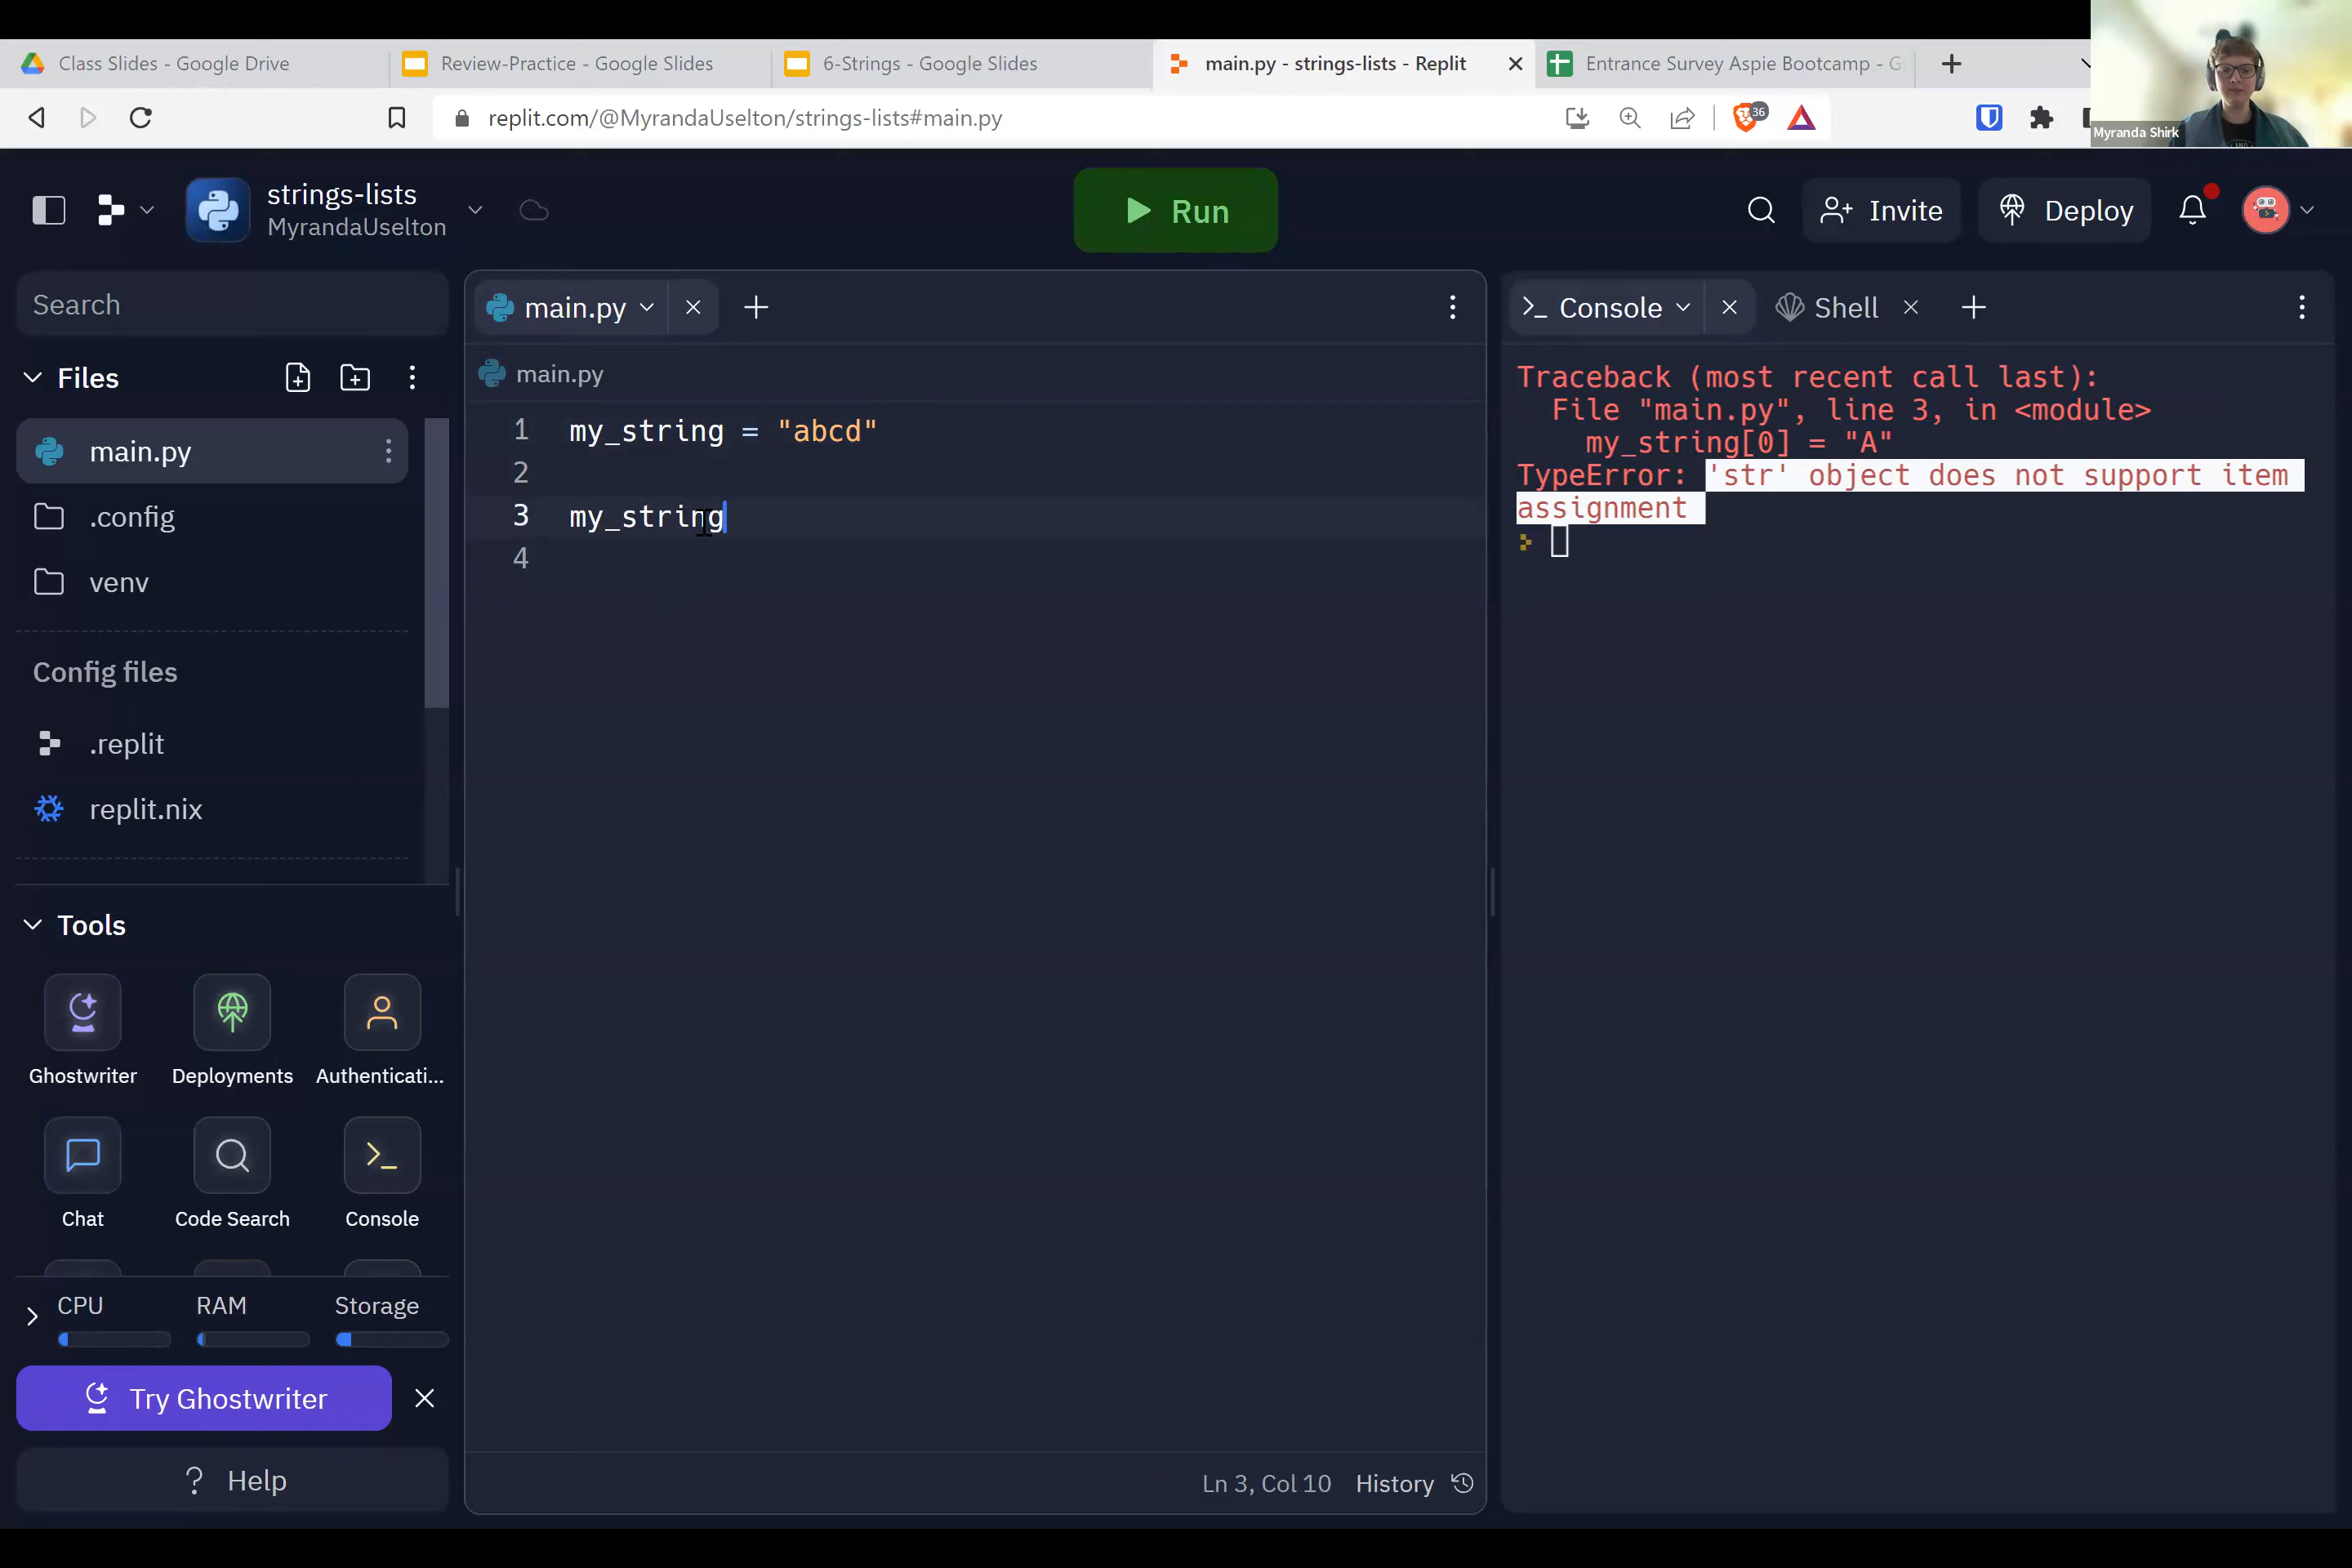 Class Slides - Google Drive
Review-Practice - Google Slides
6-Strings - Google Slides
main.py - strings-lists - Replit
Entrance Survey Aspie Bootcamp - G
replit.com/@MyrandaUselton/strings-lists#main.py
36
Myranda Shirk
strings-lists
MyrandaUselton
Run
Invite
Deploy
Search
Files
main.py
.config
venv
Config files
.replit
replit.nix
Tools
Ghostwriter
Deployments
Authenticati...
Chat
Code Search
Console
CPU
RAM
Storage
Try Ghostwriter
? Help
main.py
main.py
1 my_string = "abcd"
2
3 my_string
4
Ln 3, Col 10
History
Console
Shell
Traceback (most recent call last):
File "main.py", line 3, in <module>
my_string[0] = "A"
TypeError: 'str' object does not support item
assignment